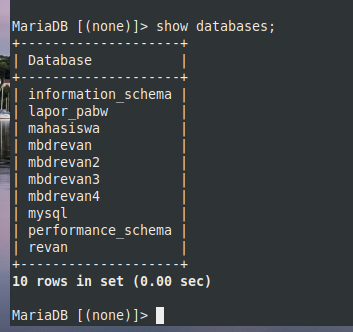 MariaDB [(none)]> show databases;
+--------------------+
| Database           |
+--------------------+
| information_schema |
| lapor_pabw         |
| mahasiswa          |
| mbdrevan           |
| mbdrevan2          |
| mbdrevan3          |
| mbdrevan4          |
| mysql              |
| performance_schema |
| revan              |
+--------------------+
10 rows in set (0.00 sec)
MariaDB [(none)]>